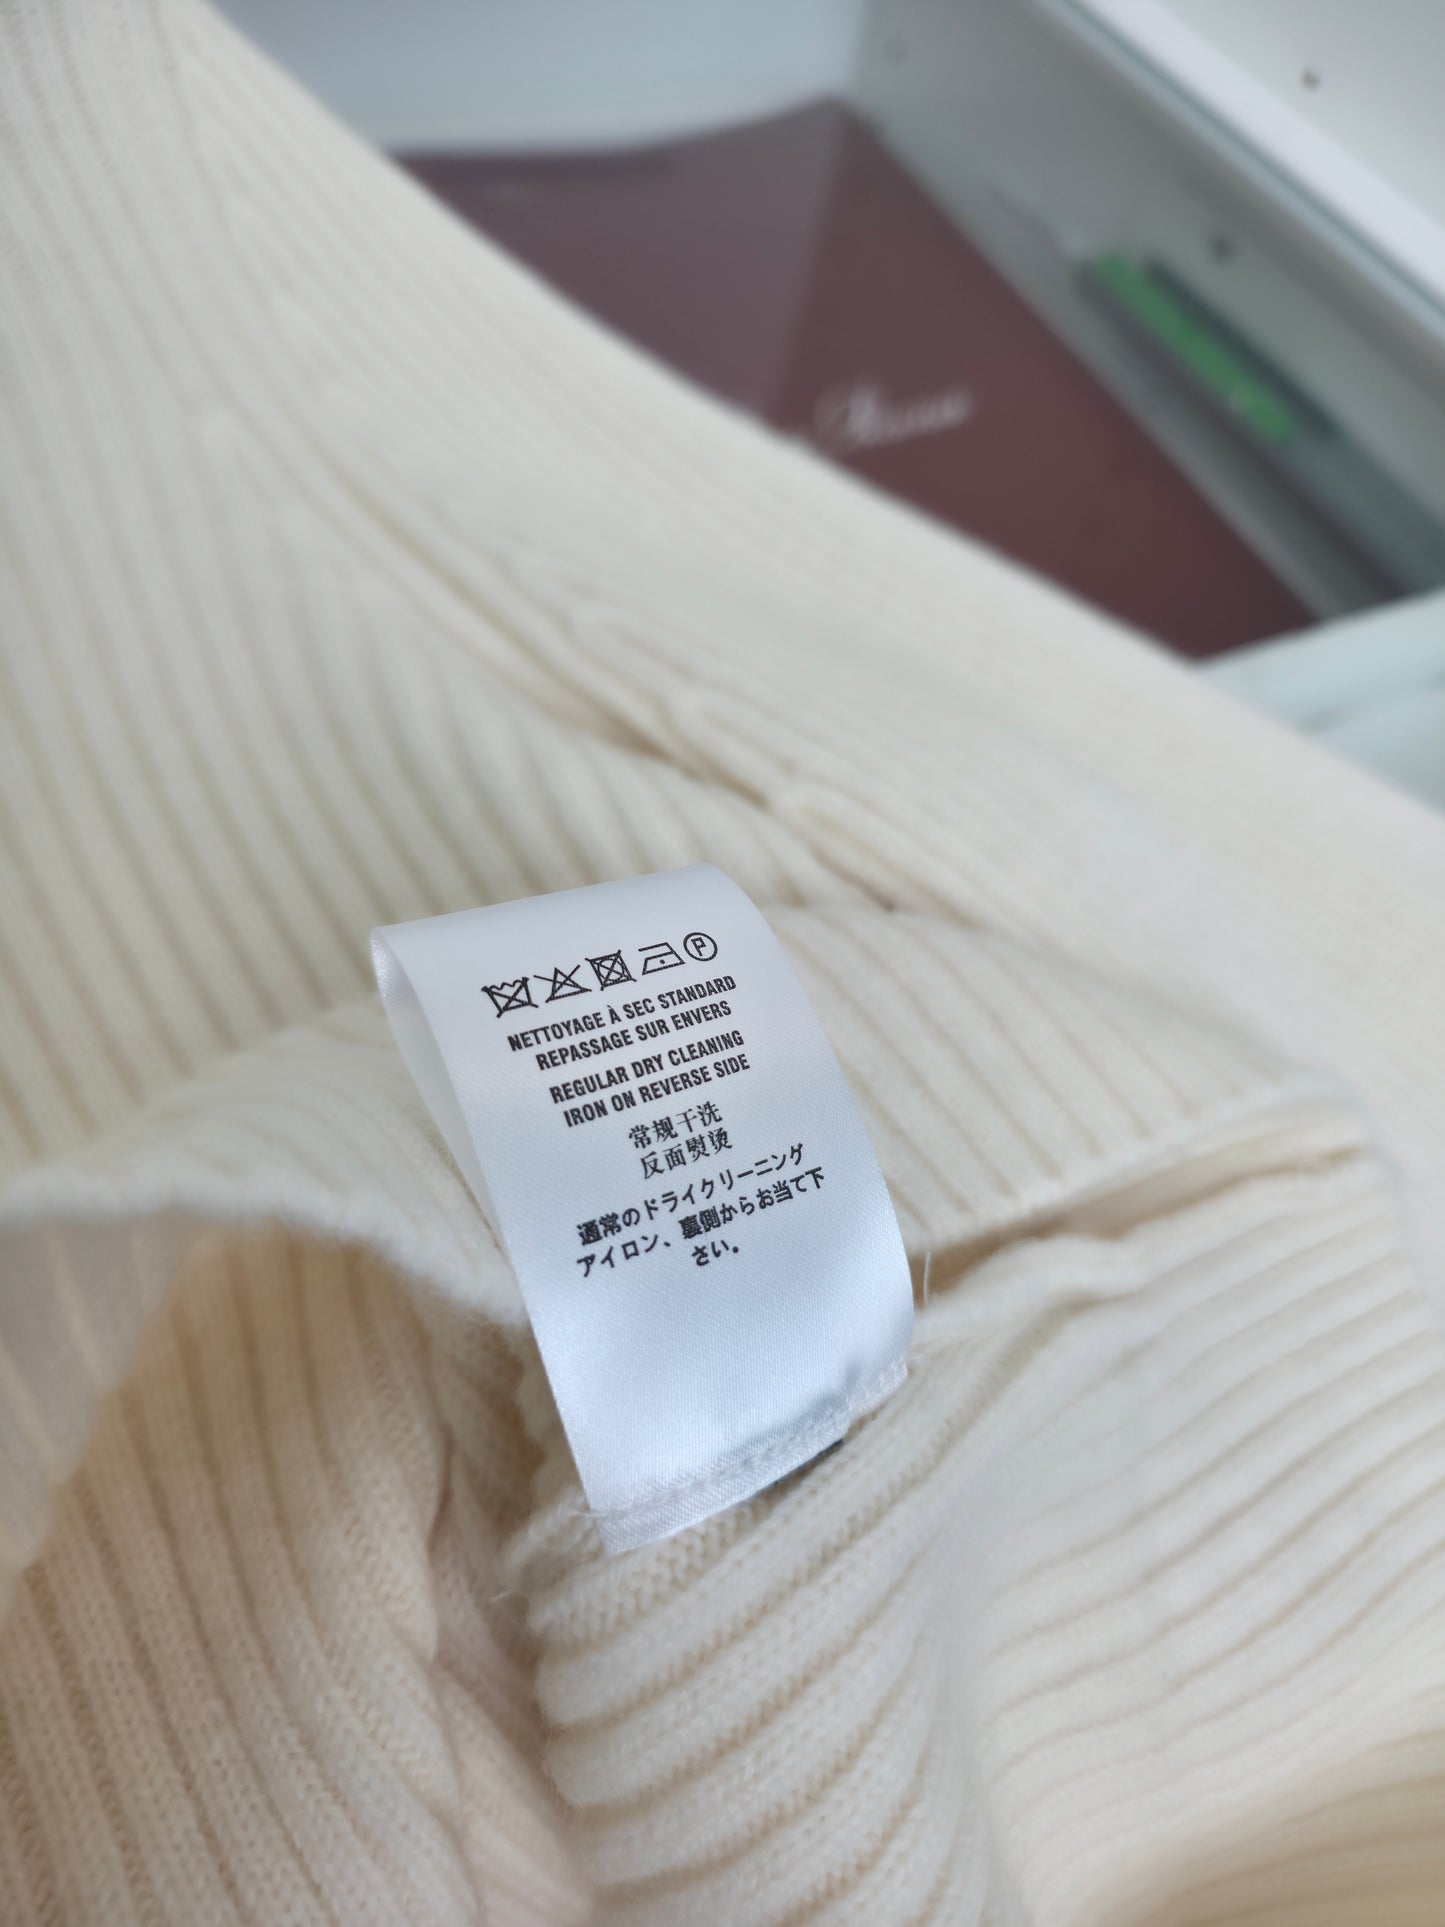 P
NETTOYAGE À SEC STANDARD
REPASSAGE SUR ENVERS
REGULAR DRY CLEANING
IRON ON REVERSE SIDE
常规干洗
反面熨烫
通常のドライクリーニング
アイロン、裏側からお当て下
さい。